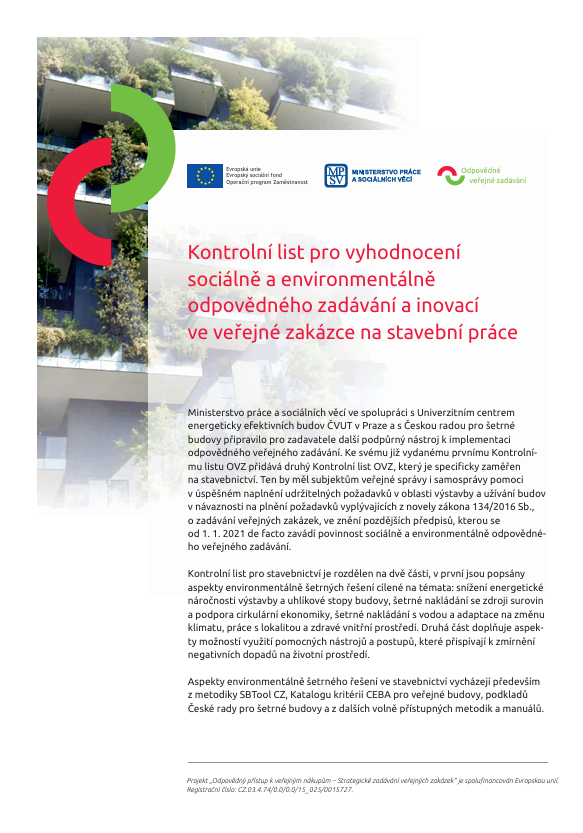 Evropská unie
Evropský sociální fond
Operační program Zaměstnanost
MP
SV
MINISTERSTVO PRÁCE
A SOCIÁLNÍCH VĚCÍ
Odpovědné
veřejné zadávání
Kontrolní list pro vyhodnocení
sociálně a environmentálně
odpovědného zadávání a inovací
ve veřejné zakázce na stavební práce
Ministerstvo práce a sociálních věcí ve spolupráci s Univerzitním centrem
energeticky efektivních budov ČVUT v Praze a s Českou radou pro šetrné
budovy připravilo pro zadavatele další podpůrný nástroj k implementaci
odpovědného veřejného zadávání. Ke svému již vydanému prvnímu Kontrolní-
mu listu OVZ přidává druhý Kontrolní list OVZ, který je specificky zaměřen
na stavebnictví. Ten by měl subjektům veřejné správy i samosprávy pomoci
v úspěšném naplnění udržitelných požadavků v oblasti výstavby a užívání budov
v návaznosti na plnění požadavků vyplývajících z novely zákona 134/2016 Sb.,
o zadávání veřejných zakázek, ve znění pozdějších předpisů, kterou se
od 1. 1. 2021 de facto zavádí povinnost sociálně a environmentálně odpovědné-
ho veřejného zadávání.
Kontrolní list pro stavebnictví je rozdělen na dvě části, v první jsou popsány
aspekty environmentálně šetrných řešení cílené na témata: snížení energetické
náročnosti výstavby a uhlíkové stopy budovy, šetrné nakládání se zdroji surovin
a podpora cirkulární ekonomiky, šetrné nakládání s vodou a adaptace na změnu
klimatu, práce s lokalitou a zdravé vnitřní prostředí. Druhá část doplňuje aspek-
ty možností využití pomocných nástrojů a postupů, které přispívají k zmírnění
negativních dopadů na životní prostředí.
Aspekty environmentálně šetrného řešení ve stavebnictví vycházejí především
z metodiky SBTool CZ, Katalogu kritérií CEBA pro veřejné budovy, podkladů
České rady pro šetrné budovy a z dalších volně přístupných metodik a manuálů.
Projekt „Odpovědný přístup k veřejným nákupům – Strategické zadávání veřejných zakázek“ je spolufinancován Evropskou unií.
Registrační číslo: CZ.03.4.74/0.0/0.0/15_025/0015727.